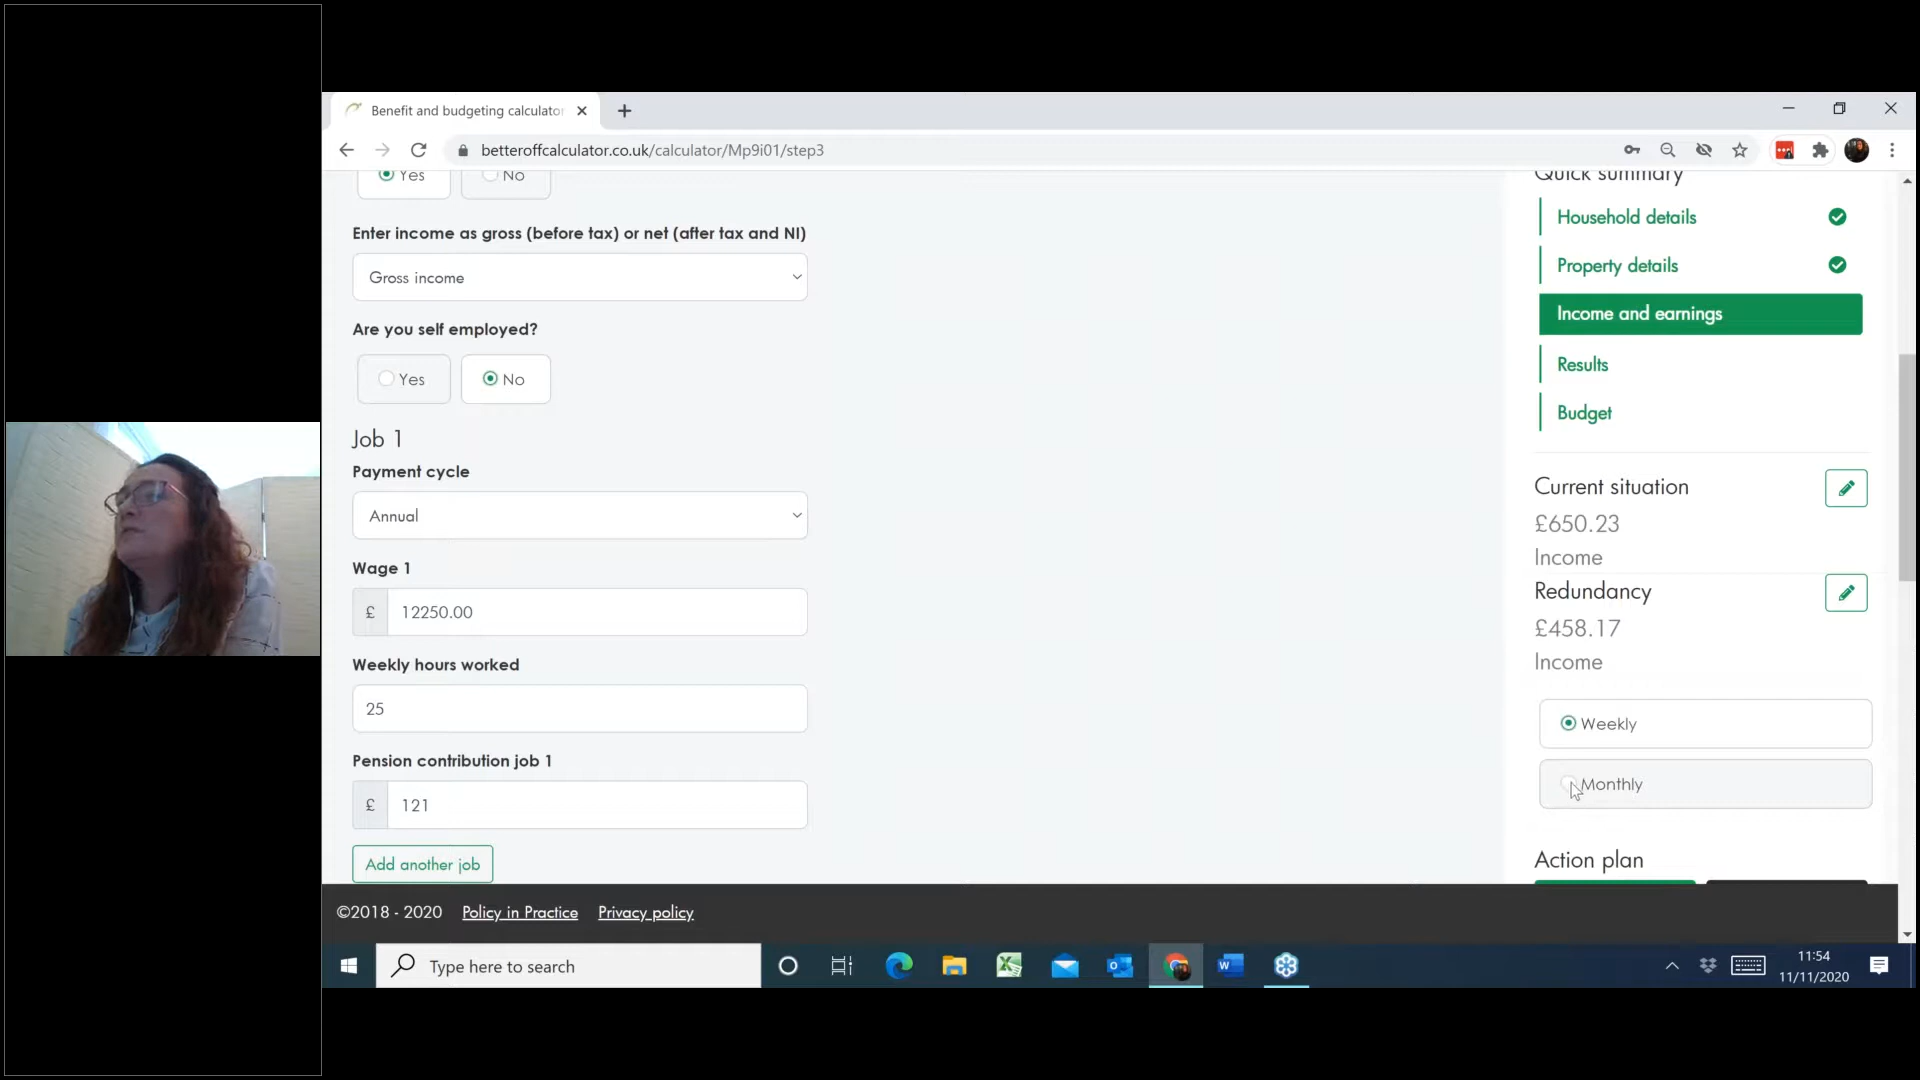 Benefit and budgeting calculator
betteroffcalculator.co.uk/calculator/Mp9i01/step3
Yes
No
Enter income as gross (before tax) or net (after tax and NI)
Gross income
Are you self employed?
Yes
No
Job 1
Payment cycle
Annual
Wage 1
£ 12250.00
Weekly hours worked
25
Pension contribution job 1
£ 121
Add another job
Quick summary
Household details
Property details
Income and earnings
Results
Budget
Current situation
£650.23
Income
Redundancy
£458.17
Income
Weekly
Monthly
Action plan
©2018 - 2020 Policy in Practice Privacy policy
Type here to search
11:54
11/11/2020